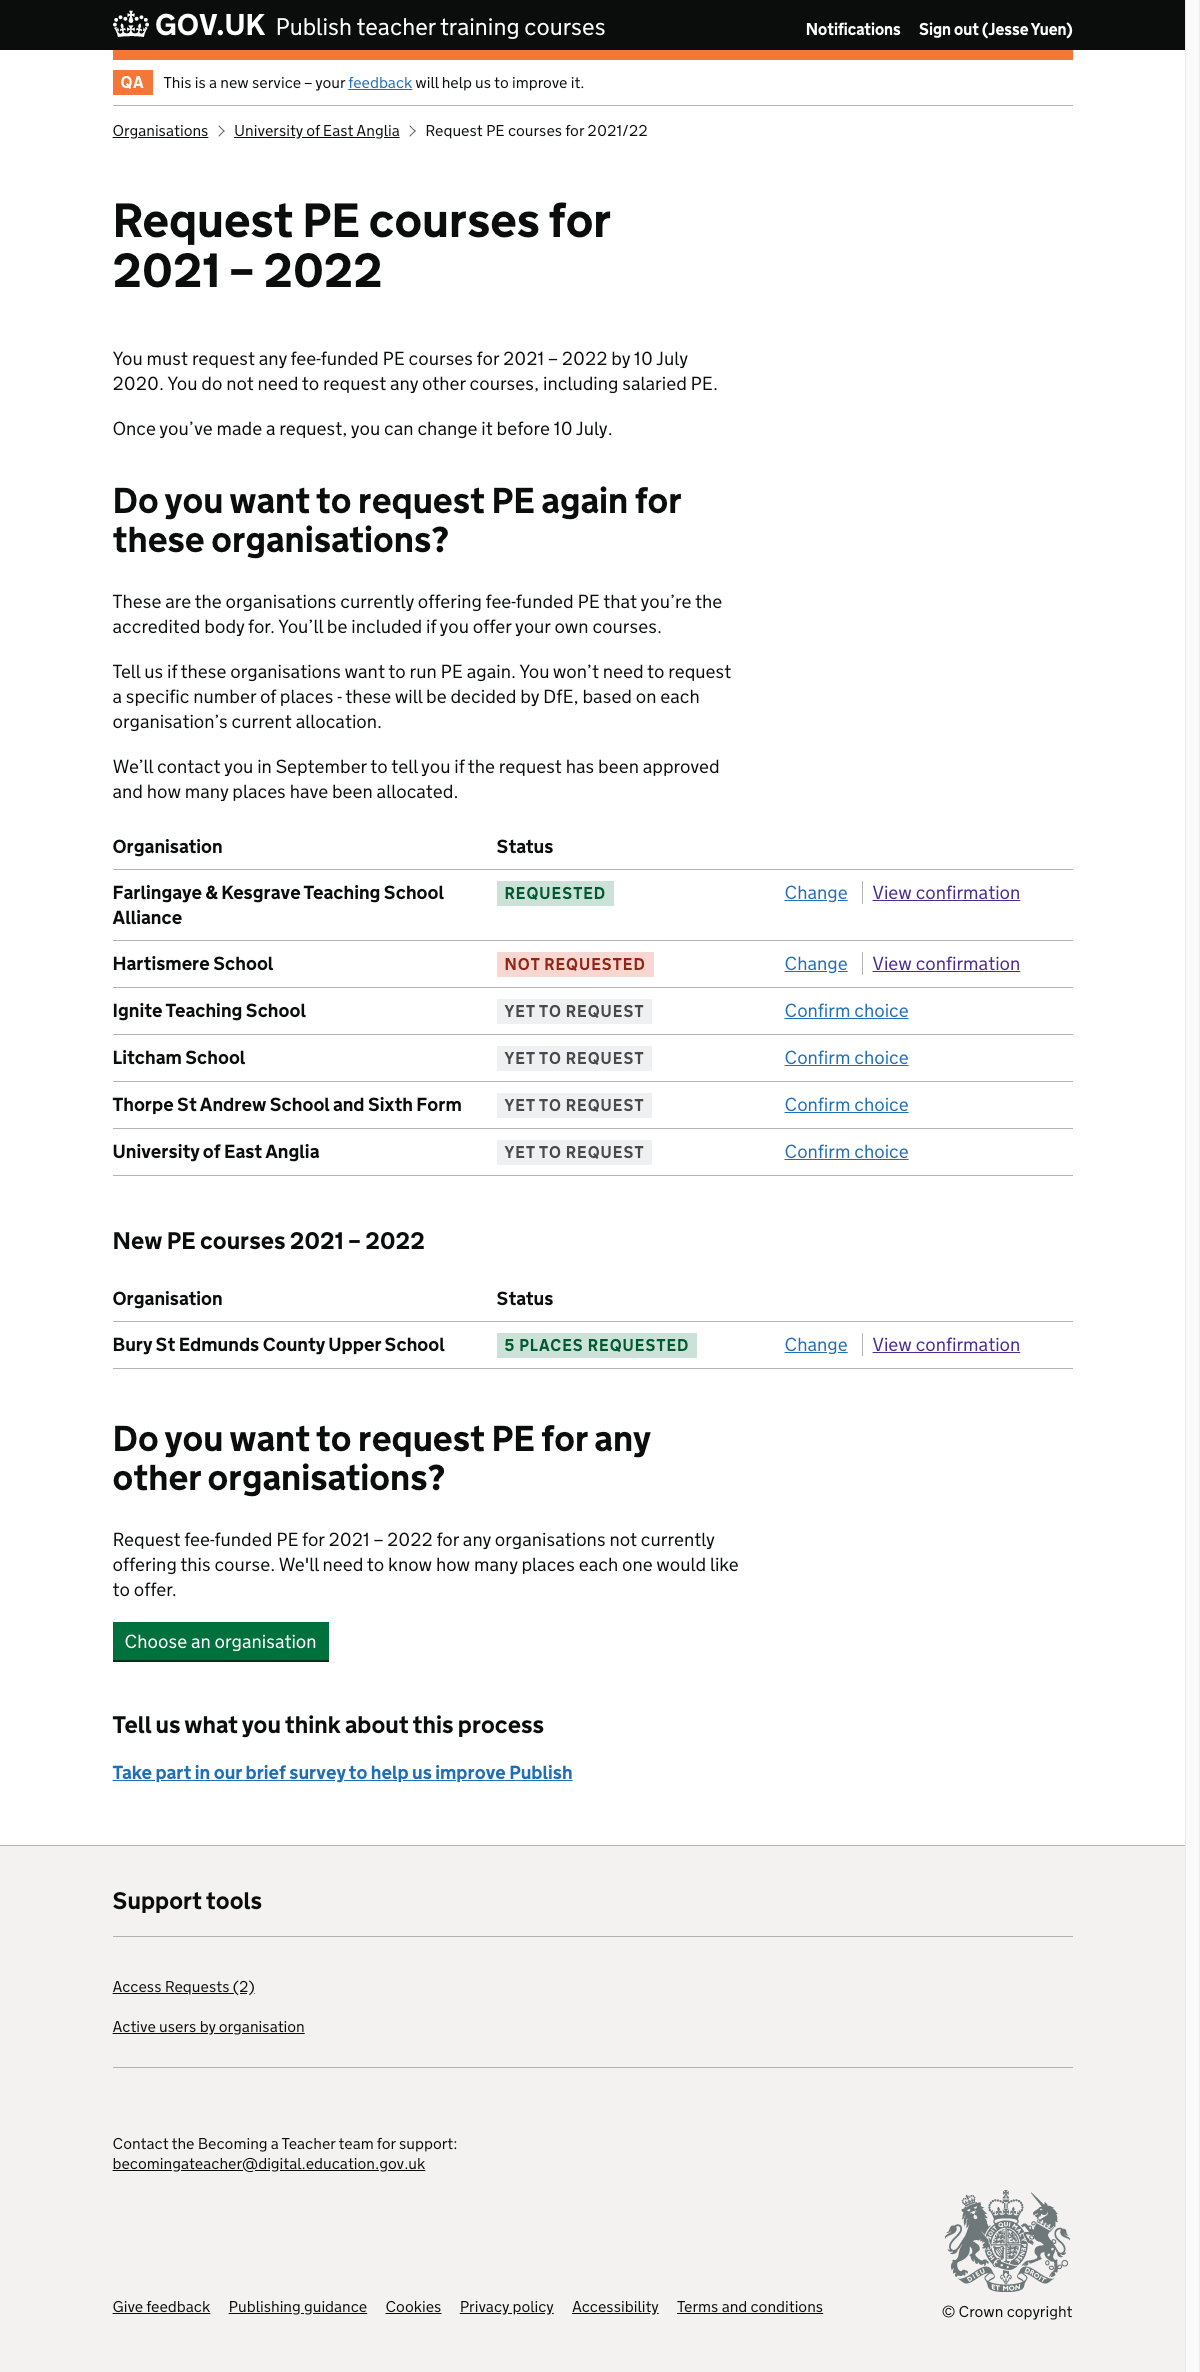 GOV.UK Publish teacher training courses Notifications Sign out (Jesse Yuen)
QA This is a new service – your feedback will help us to improve it.
Organisations University of East Anglia Request PE courses for 2021/22
Request PE courses for
2021 – 2022
You must request any fee-funded PE courses for 2021 – 2022 by 10 July
2020. You do not need to request any other courses, including salaried PE.
Once you’ve made a request, you can change it before 10 July.
Do you want to request PE again for
these organisations?
These are the organisations currently offering fee-funded PE that you’re the
accredited body for. You’ll be included if you offer your own courses.
Tell us if these organisations want to run PE again. You won’t need to request
a specific number of places - these will be decided by DfE, based on each
organisation’s current allocation.
We’ll contact you in September to tell you if the request has been approved
and how many places have been allocated.
Organisation Status
Farlingaye & Kesgrave Teaching School REQUESTED Change View confirmation
Alliance
Hartismere School NOT REQUESTED Change View confirmation
Ignite Teaching School YET TO REQUEST Confirm choice
Litcham School YET TO REQUEST Confirm choice
Thorpe St Andrew School and Sixth Form YET TO REQUEST Confirm choice
University of East Anglia YET TO REQUEST Confirm choice
New PE courses 2021 – 2022
Organisation Status
Bury St Edmunds County Upper School 5 PLACES REQUESTED Change View confirmation
Do you want to request PE for any
other organisations?
Request fee-funded PE for 2021 – 2022 for any organisations not currently
offering this course. We'll need to know how many places each one would like
to offer.
Choose an organisation
Tell us what you think about this process
Take part in our brief survey to help us improve Publish
Support tools
Access Requests (2)
Active users by organisation
Contact the Becoming a Teacher team for support:
becomingateacher@digital.education.gov.uk
DIEU ET MON DROIT
Give feedback Publishing guidance Cookies Privacy policy Accessibility Terms and conditions
© Crown copyright